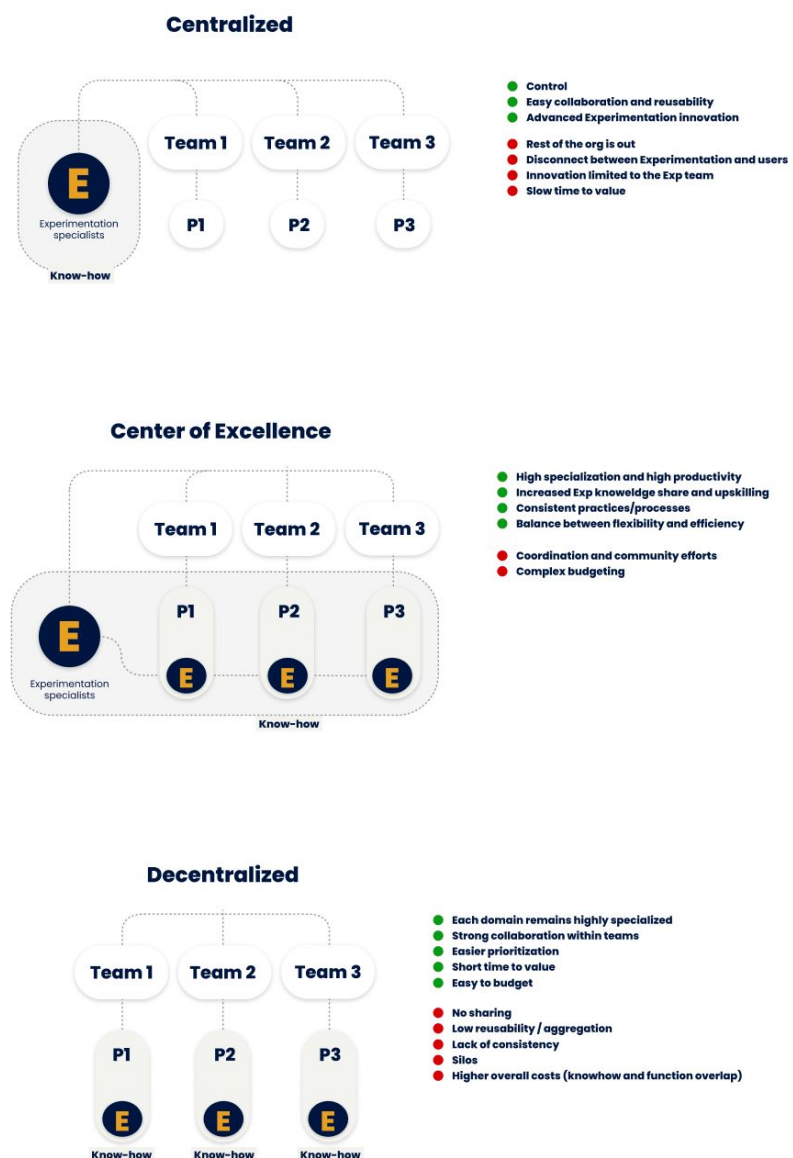 Centralized
Team 1
Team 2
Team 3
E
Experimentation
specialists
Know-how
P1
P2
P3
Control
Easy collaboration and reusability
Advanced Experimentation innovation
Rest of the org is out
Disconnect between Experimentation and users
Innovation limited to the Exp team
Slow time to value
Center of Excellence
Team 1
Team 2
Team 3
P1
P2
P3
E
Experimentation
specialists
E
E
E
Know-how
High specialization and high productivity
Increased Exp knoweldge share and upskilling
Consistent practices/processes
Balance between flexibility and efficiency
Coordination and community efforts
Complex budgeting
Decentralized
Team 1
Team 2
Team 3
P1
P2
P3
E
E
E
Know-how
Know-how
Know-how
Each domain remains highly specialized
Strong collaboration within teams
Easier prioritization
Short time to value
Easy to budget
No sharing
Low reusability / aggregation
Lack of consistency
Silos
Higher overall costs (knowhow and function overlap)